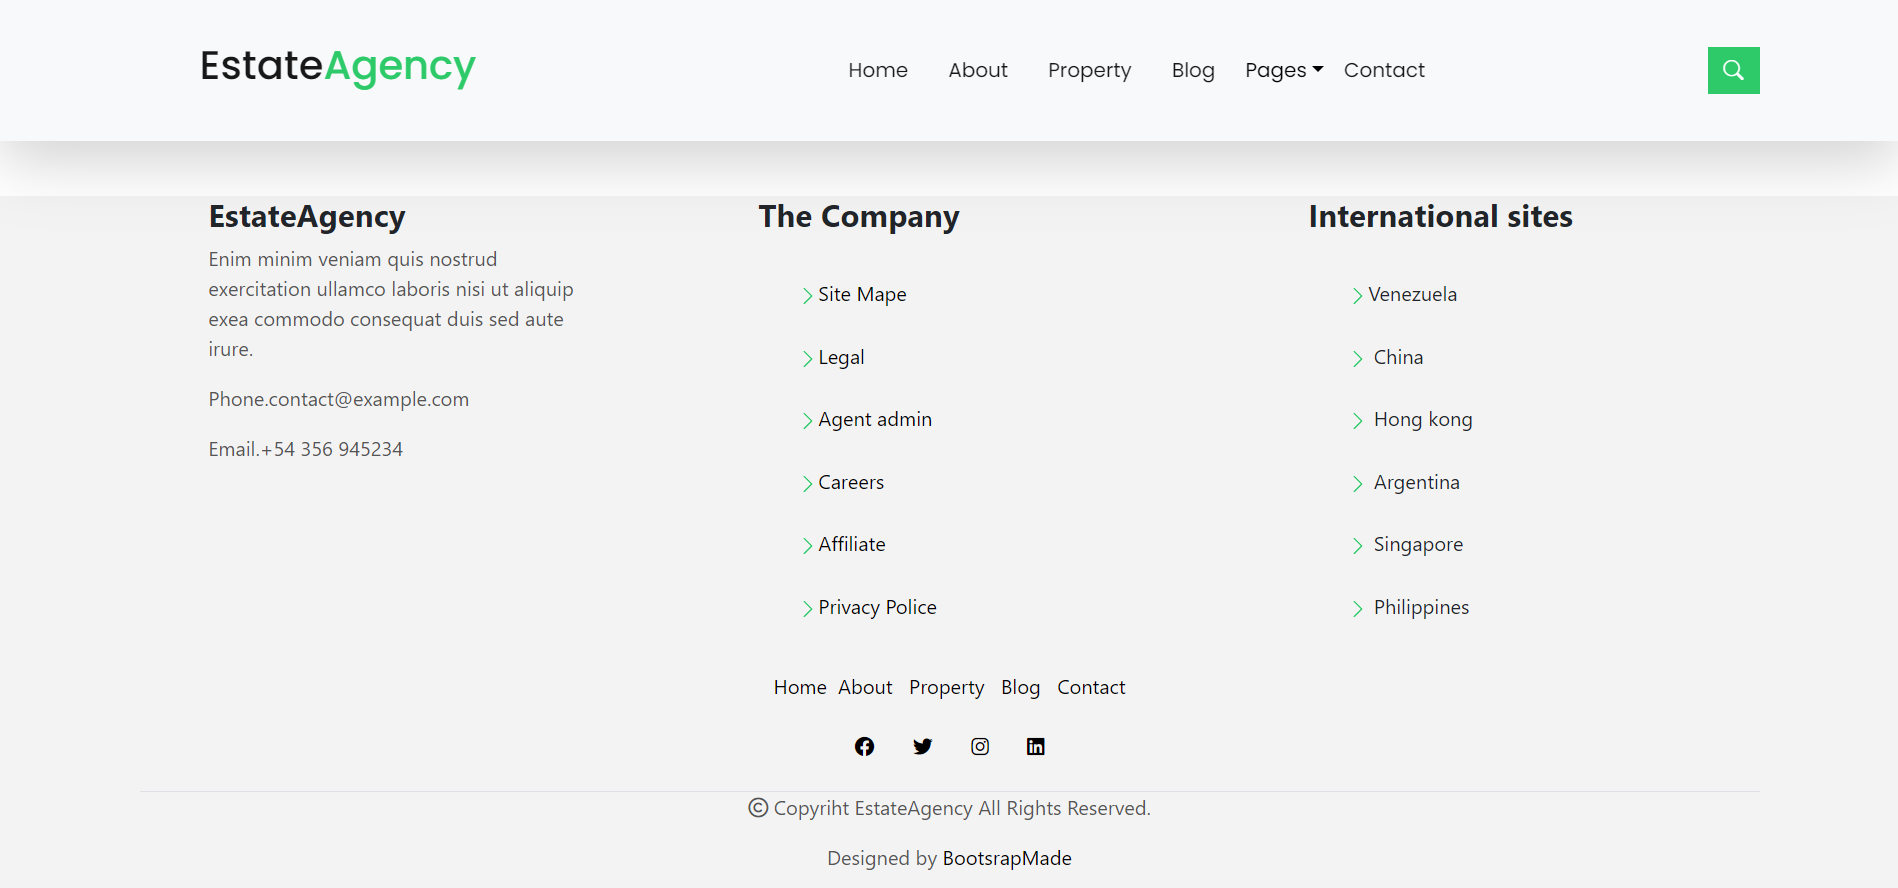 EstateAgency
Home About Property Blog Pages Contact
EstateAgency
Enim minim veniam quis nostrud
exercitation ullamco laboris nisi ut aliquip
exea commodo consequat duis sed aute
irure.
Phone.contact@example.com
Email.+54 356 945234
The Company
Site Mape
Legal
Agent admin
Careers
Affiliate
Privacy Police
International sites
Venezuela
China
Hong kong
Argentina
Singapore
Philippines
Home About Property Blog Contact
© Copyriht EstateAgency All Rights Reserved.
Designed by BootsrapMade